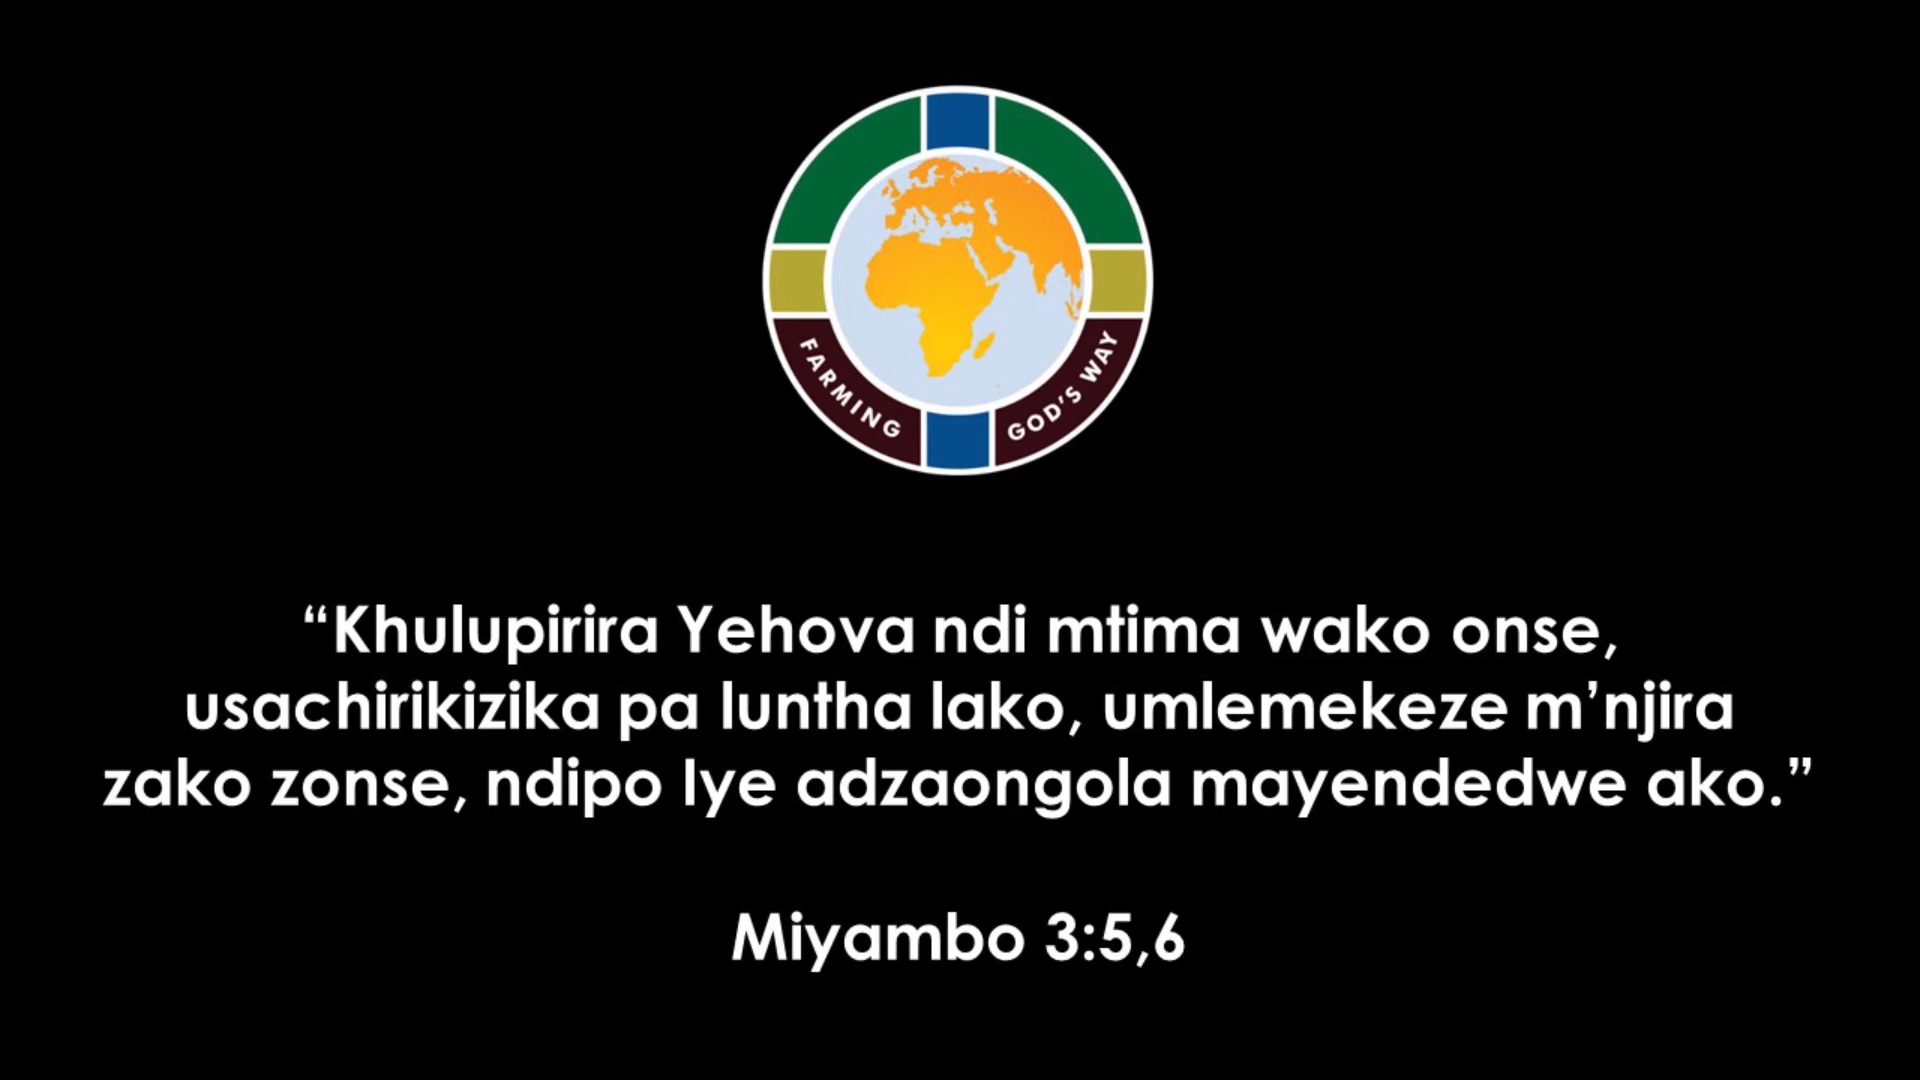 FARMING GOD'S WAY
“Khulupirira Yehova ndi mtima wako onse,
usachirikizika pa luntha lako, umlemekeze m’njira
zako zonse, ndipo Iye adzaongola mayendedwe ako.”
Miyambo 3:5,6